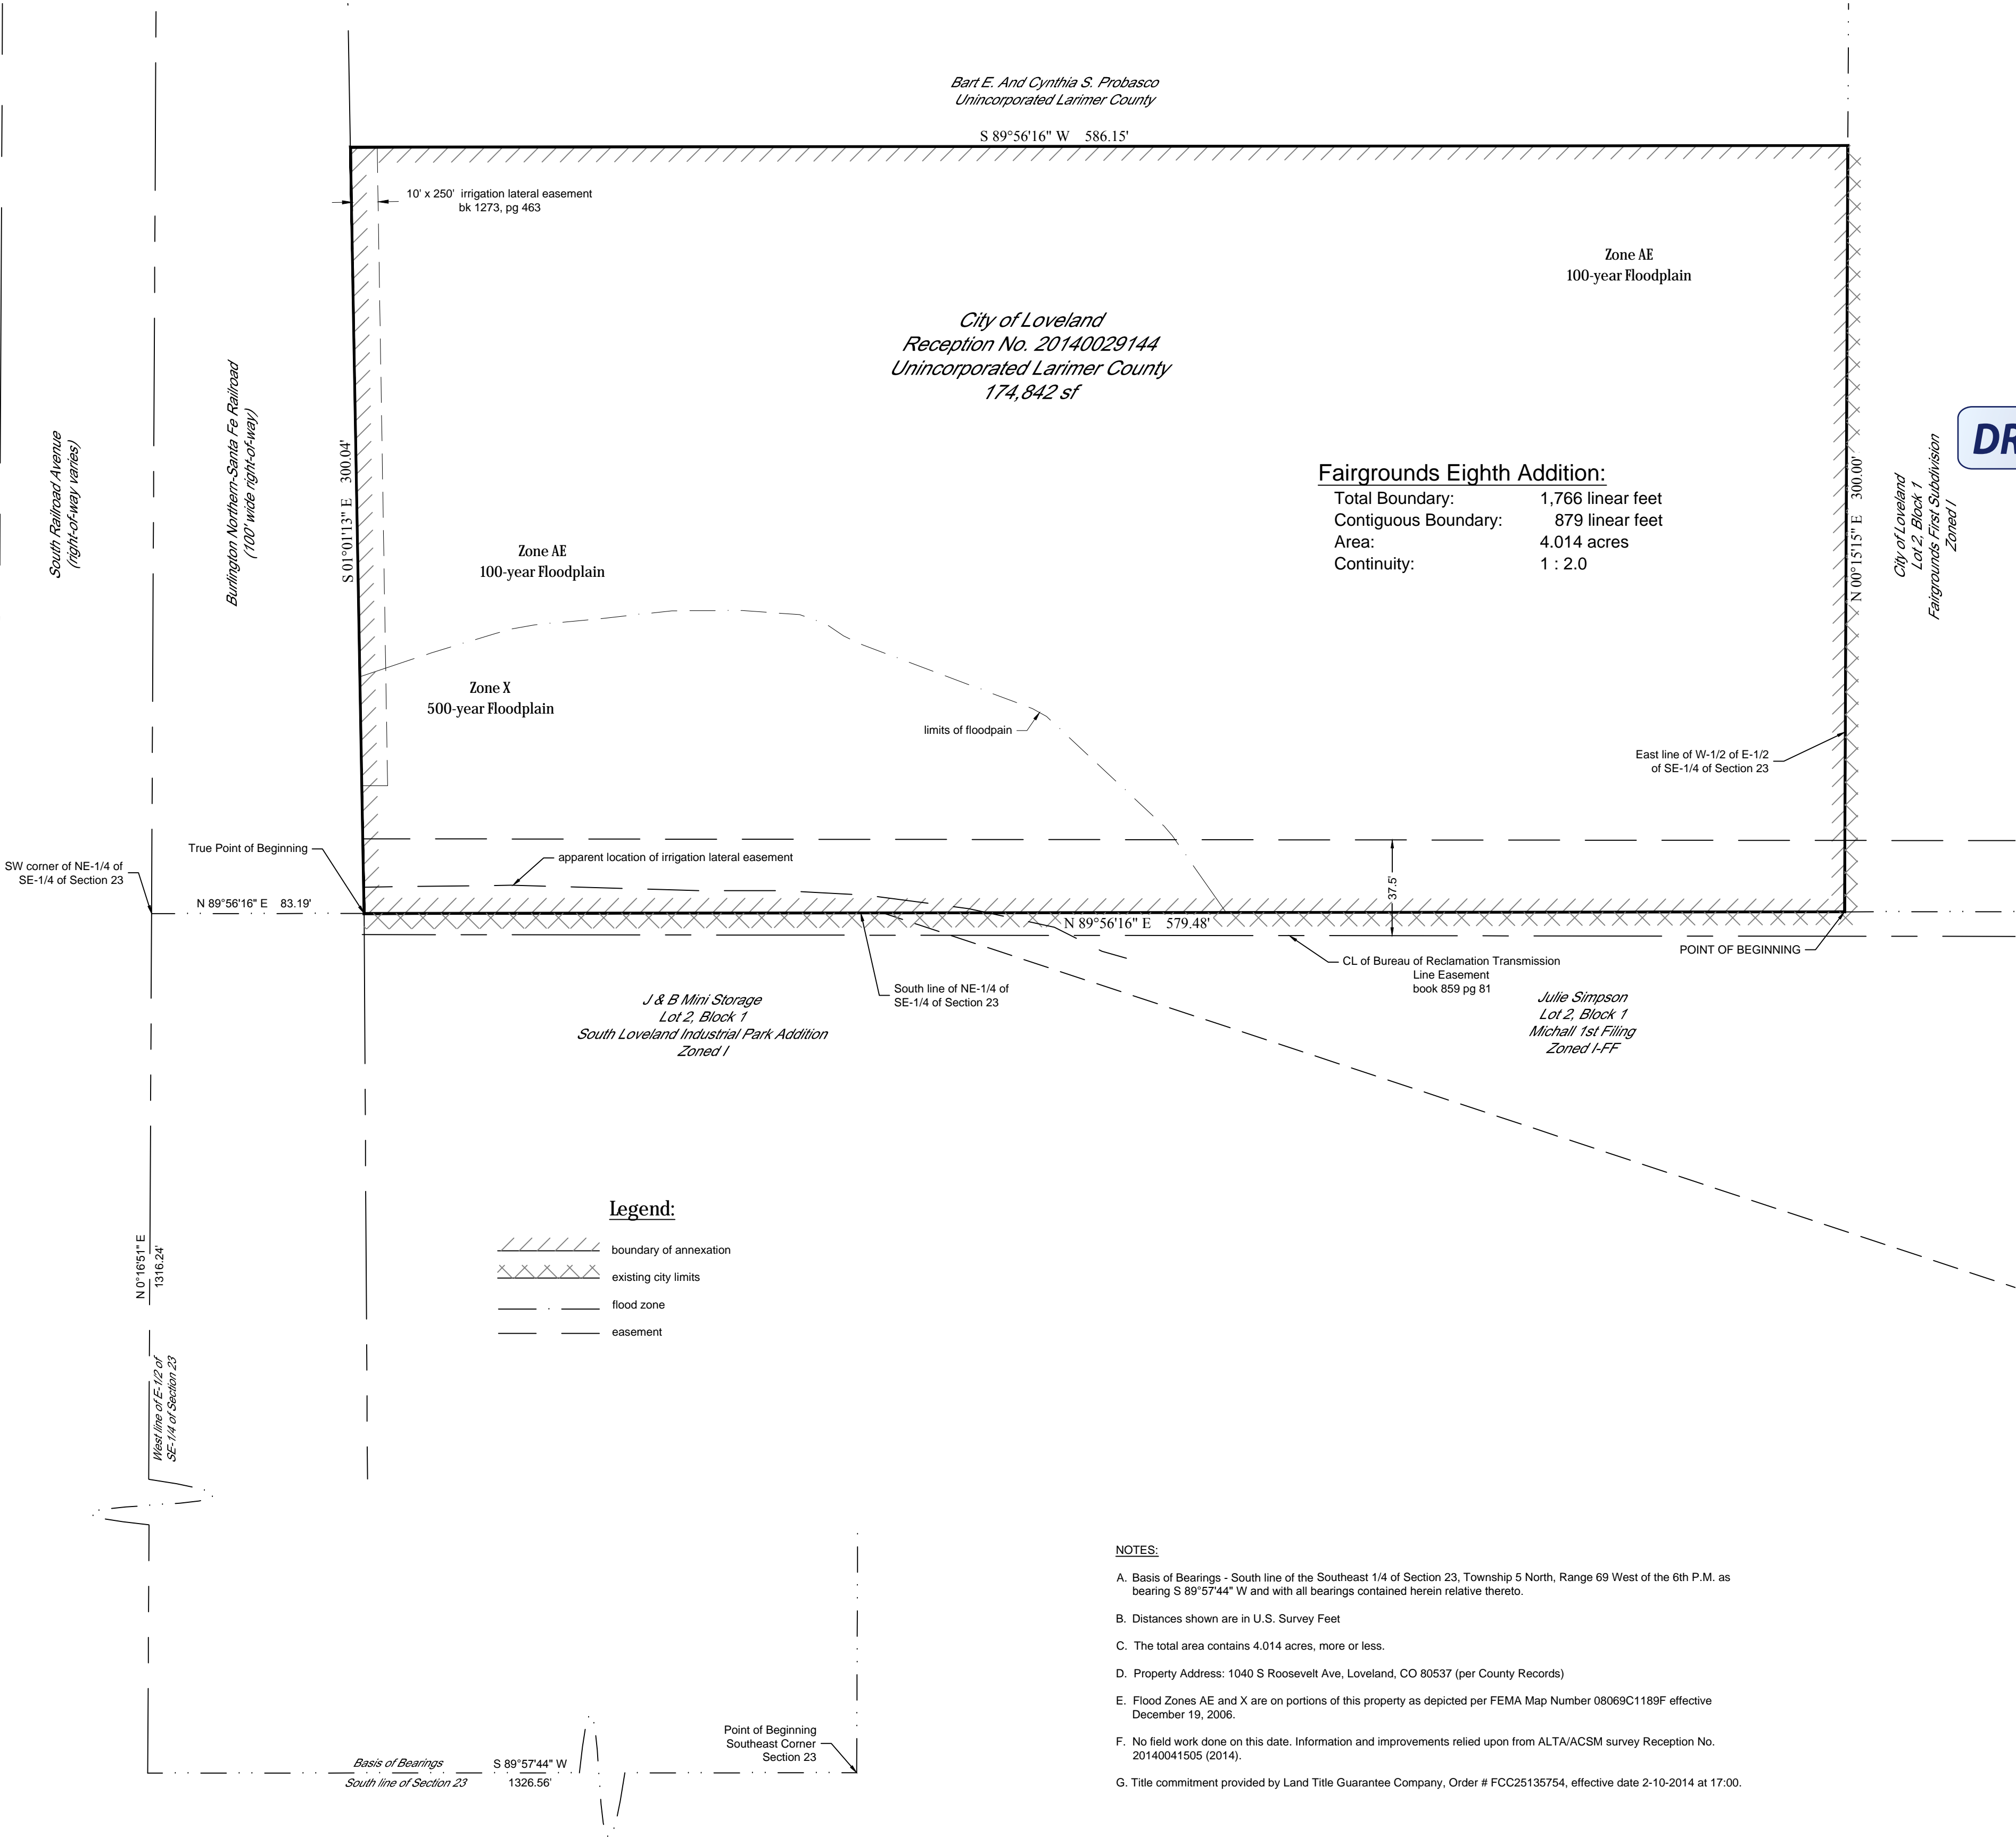 Bart E. And Cynthia S. Probasco
Unincorporated Larimer County
S 89°56'16" W 586.15'
10' x 250' irrigation lateral easement
bk 1273, pg 463
Zone AE
100-year Floodplain
City of Loveland
Reception No. 20140029144
Unincorporated Larimer County
174,842 sf
South Railroad Avenue
(right-of-way varies)
Burlington Northern-Santa Fe Railroad
(100' wide right-of-way)
S 01°01'13" E 300.04'
Fairgrounds Eighth Addition:
Total Boundary: 1,766 linear feet
Contiguous Boundary: 879 linear feet
Area: 4.014 acres
Continuity: 1 : 2.0
N 00°15'15" E 300.00'
City of Loveland
Lot 2, Block 1
Fairgrounds First Subdivision
Zoned I
DR
Zone AE
100-year Floodplain
Zone X
500-year Floodplain
limits of floodpain
East line of W-1/2 of E-1/2
of SE-1/4 of Section 23
True Point of Beginning
SW corner of NE-1/4 of
SE-1/4 of Section 23
apparent location of irrigation lateral easement
37.5'
N 89°56'16" E 83.19'
N 89°56'16" E 579.48'
POINT OF BEGINNING
CL of Bureau of Reclamation Transmission
Line Easement
book 859 pg 81
South line of NE-1/4 of
SE-1/4 of Section 23
J & B Mini Storage
Lot 2, Block 1
South Loveland Industrial Park Addition
Zoned I
Julie Simpson
Lot 2, Block 1
Michall 1st Filing
Zoned I-FF
Legend:
boundary of annexation
existing city limits
flood zone
easement
N 0°16'51" E
1316.24'
West line of E-1/2 of
SE-1/4 of Section 23
Point of Beginning
Southeast Corner
Section 23
Basis of Bearings S 89°57'44" W
South line of Section 23 1326.56'
NOTES:
A. Basis of Bearings - South line of the Southeast 1/4 of Section 23, Township 5 North, Range 69 West of the 6th P.M. as
bearing S 89°57'44" W and with all bearings contained herein relative thereto.
B. Distances shown are in U.S. Survey Feet
C. The total area contains 4.014 acres, more or less.
D. Property Address: 1040 S Roosevelt Ave, Loveland, CO 80537 (per County Records)
E. Flood Zones AE and X are on portions of this property as depicted per FEMA Map Number 08069C1189F effective
December 19, 2006.
F. No field work done on this date. Information and improvements relied upon from ALTA/ACSM survey Reception No.
20140041505 (2014).
G. Title commitment provided by Land Title Guarantee Company, Order # FCC25135754, effective date 2-10-2014 at 17:00.